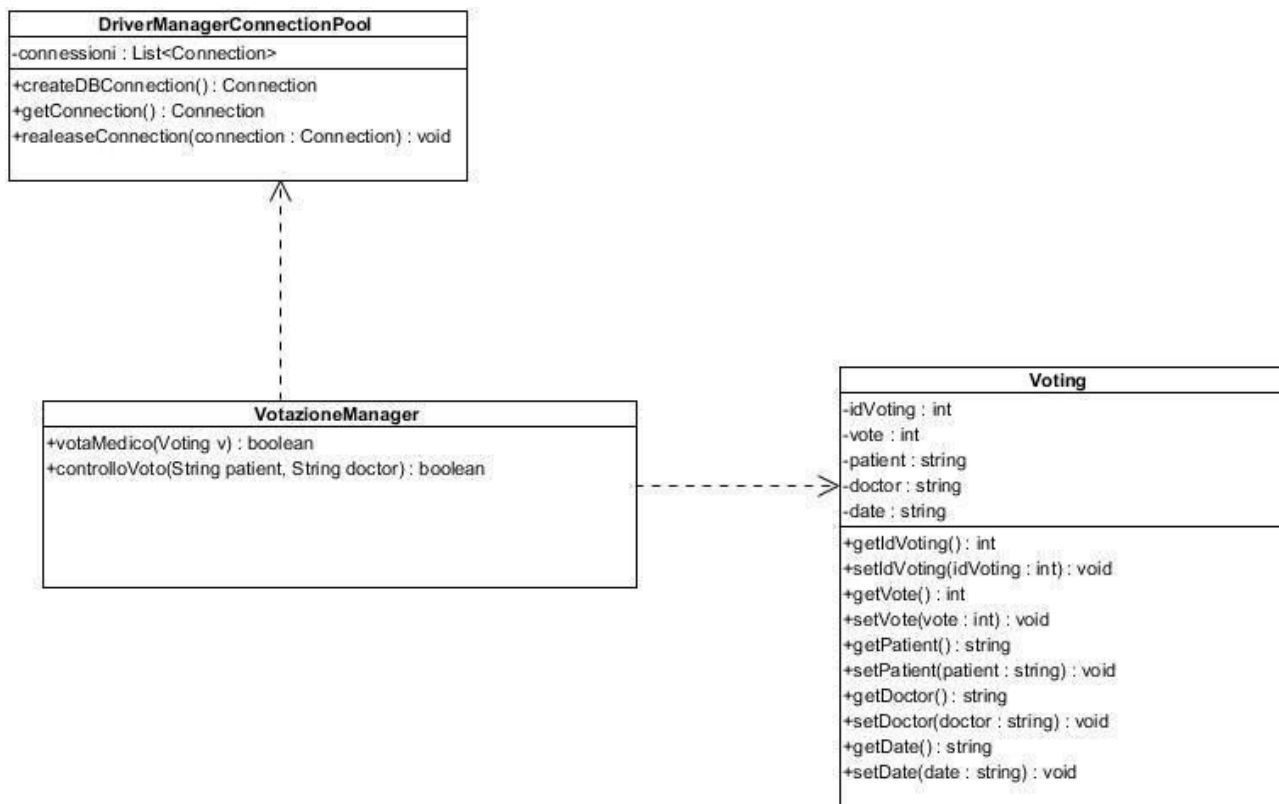 DriverManagerConnectionPool
-connessioni : List<Connection>
+createDBConnection() : Connection
+getConnection() : Connection
+realeaseConnection(connection : Connection) : void
VotazioneManager
+votaMedico(Voting v) : boolean
+controlloVoto(String patient, String doctor) : boolean
Voting
-idVoting : int
-vote : int
-patient : string
-doctor : string
-date : string
+getIdVoting() : int
+setIdVoting(idVoting : int) : void
+getVote() : int
+setVote(vote : int) : void
+getPatient() : string
+setPatient(patient : string) : void
+getDoctor() : string
+setDoctor(doctor : string) : void
+getDate() : string
+setDate(date : string) : void